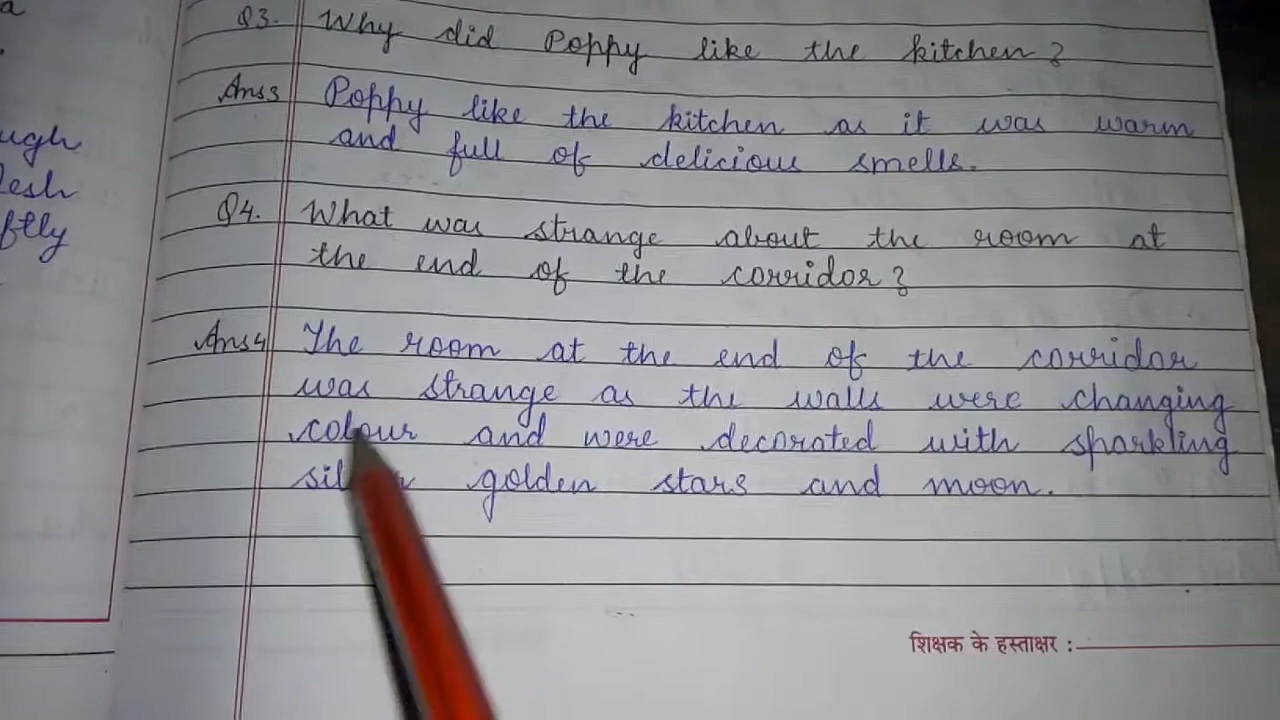 a
Q3. Why did Poppy like the kitchen?
Ans3 Poppy like the kitchen as it was warm
ugh
and full of delicious smells.
lesh
Q4. What was strange about the room at
ftly
the end of the corridor?
Ans4 The room at the end of the corridor
was strange as the walls were changing
colour and were decorated with sparkling
golden stars and moon.
शिक्षक के हस्ताक्षर :